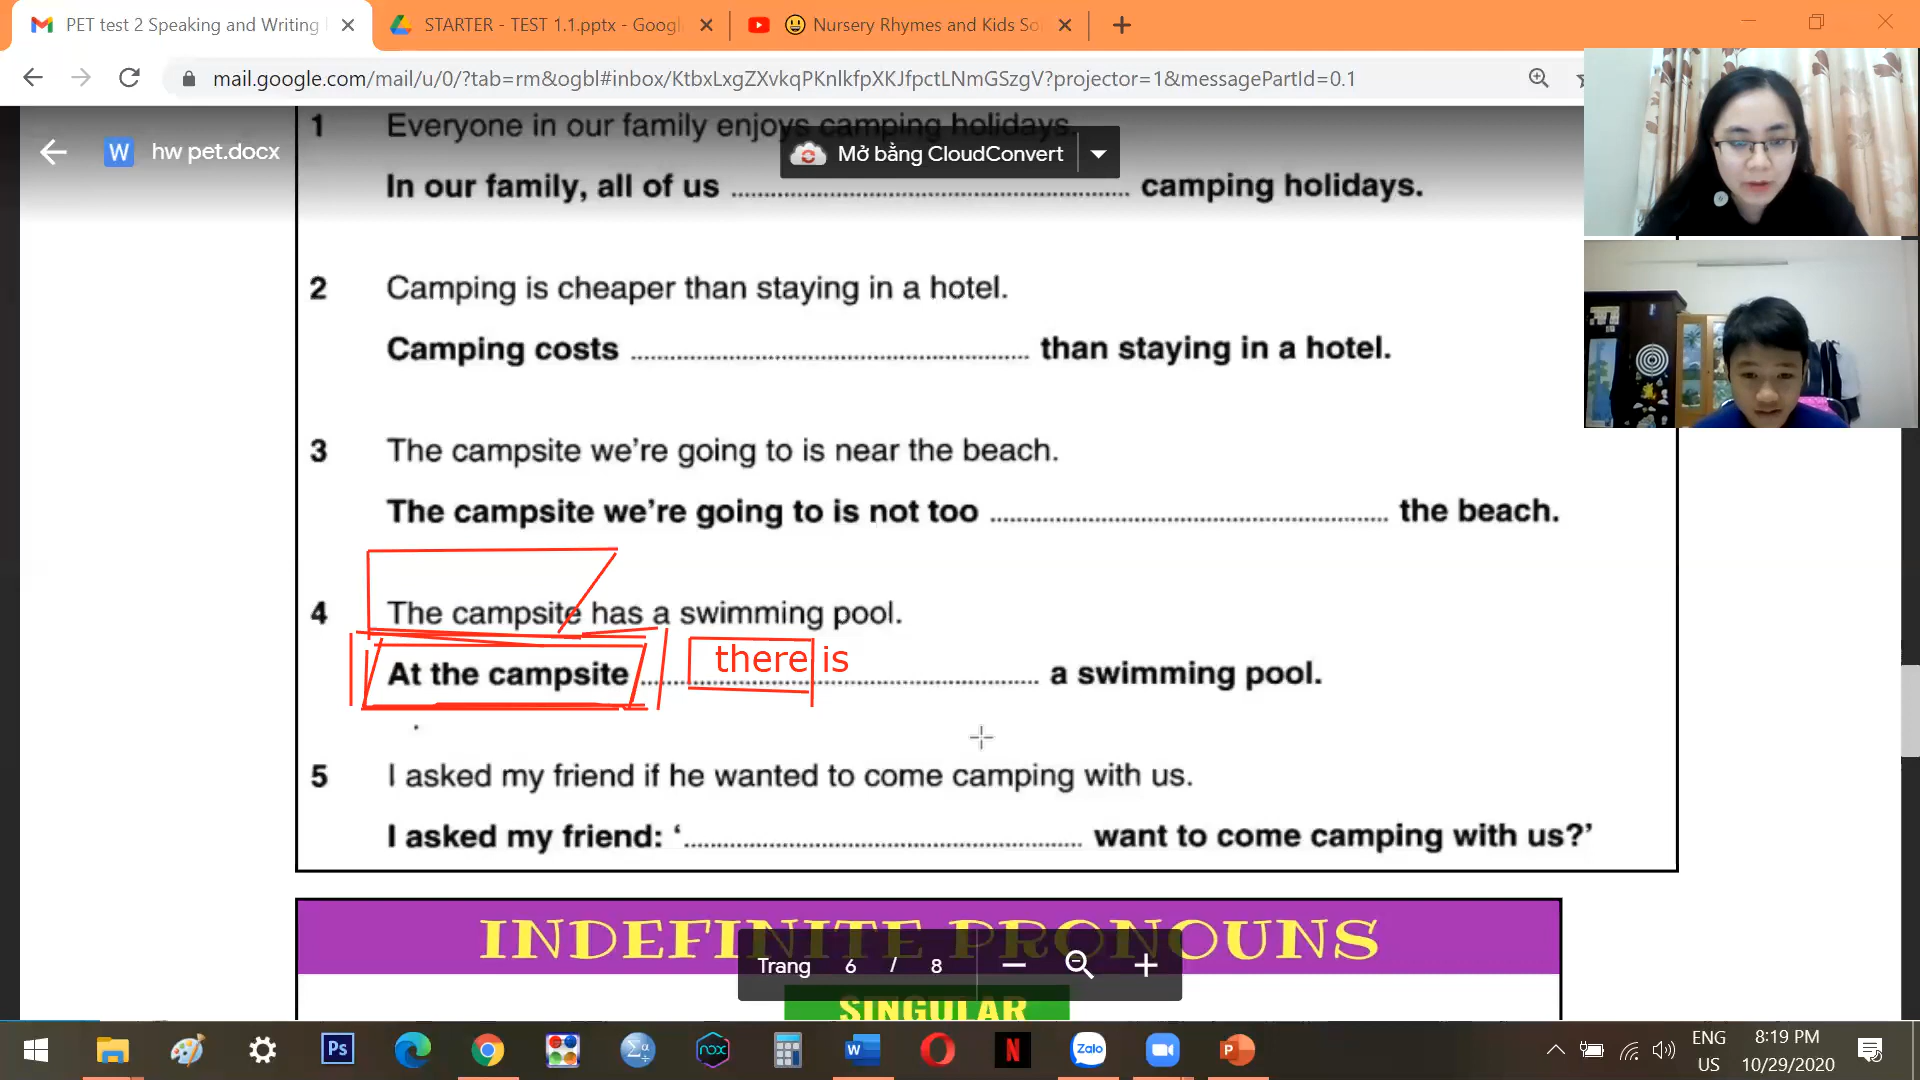 PET test 2 Speaking and Writing
STARTER - TEST 1.1.pptx - Googl
Nursery Rhymes and Kids So
mail.google.com/mail/u/0/?tab=rm&ogbl#inbox/KtbxLxgZXvkqPKnlkfpXKJfpctLNmGSzgV?projector=1&messagePartId=0.1
W hw pet.docx
Mở bằng CloudConvert
1 Everyone in our family enjoys camping holidays.
In our family, all of us ........ camping holidays.
2 Camping is cheaper than staying in a hotel.
Camping costs ........ than staying in a hotel.
3 The campsite we're going to is near the beach.
The campsite we're going to is not too ........ the beach.
4 The campsite has a swimming pool.
there is
At the campsite ........ a swimming pool.
5 I asked my friend if he wanted to come camping with us.
I asked my friend: '........ want to come camping with us?'
INDEFINITE PRONOUNS
Trang 6 / 8
SINGULAR
Ps
nox
W
N
Zalo
P
ENG
US
8:19 PM
10/29/2020